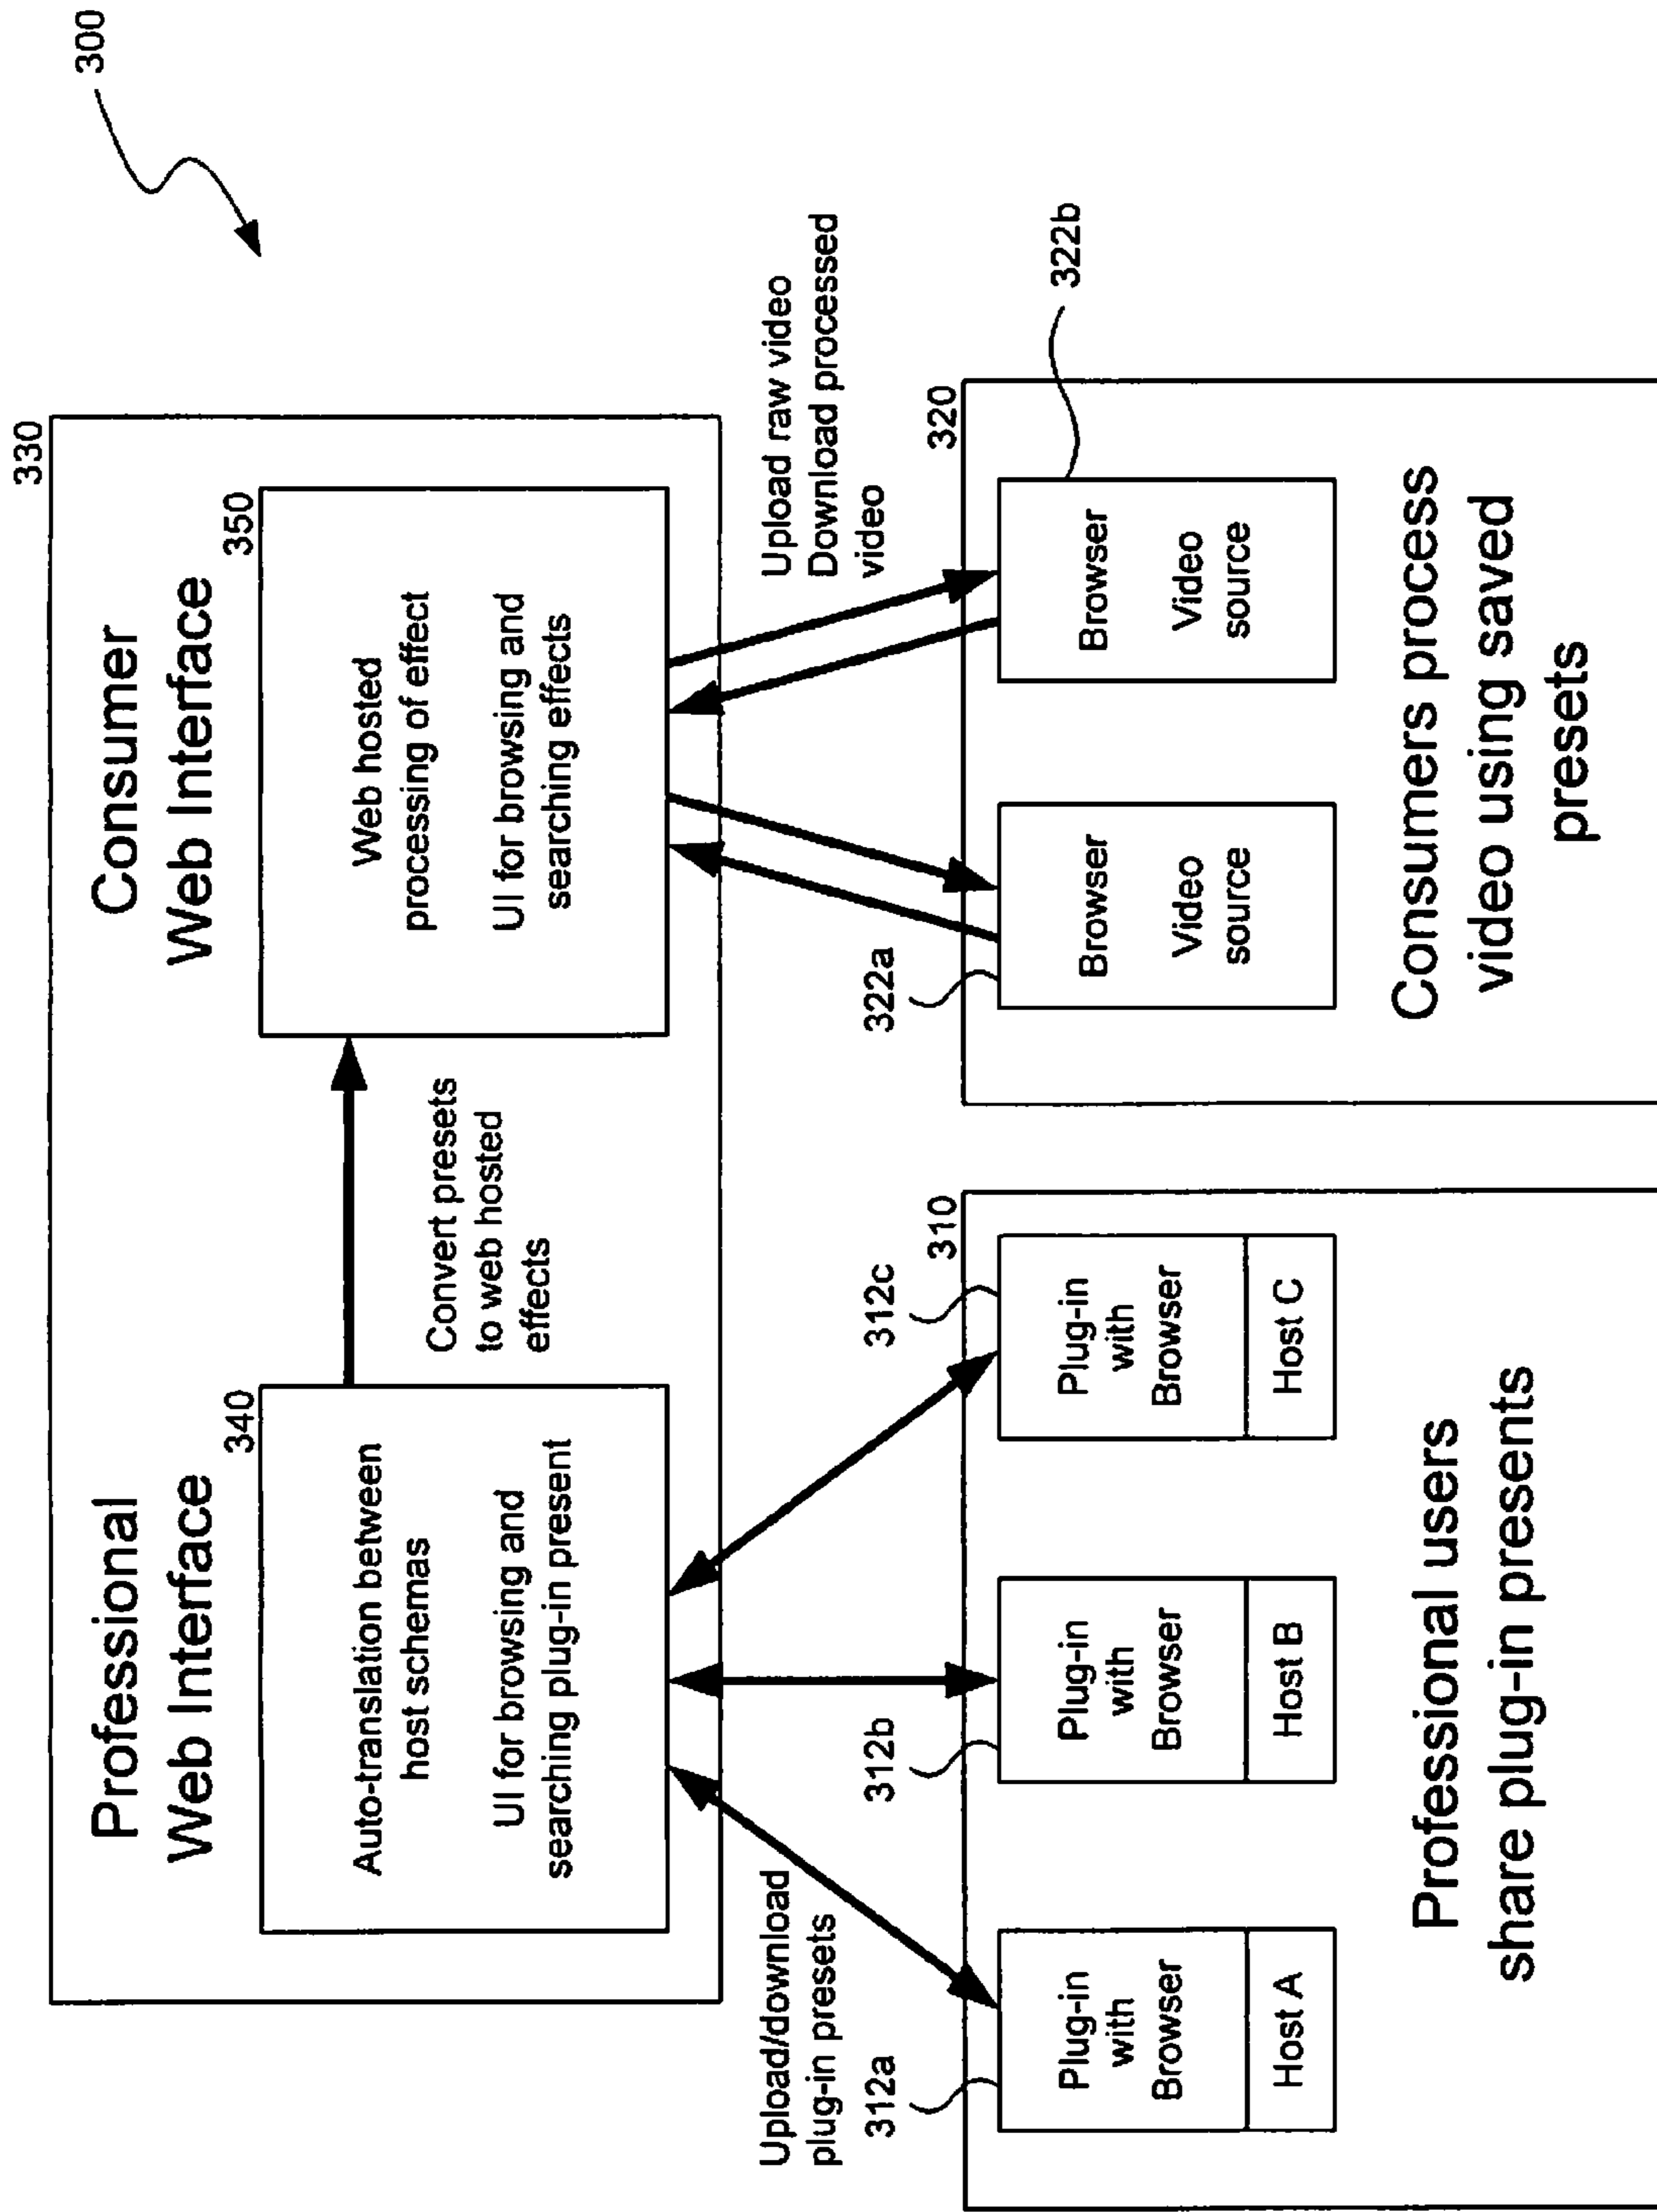 300
330
Professional
Web Interface
Consumer
Web Interface
340
Auto-translation between
host schemas
UI for browsing and
searching plug-in present
Convert presets
to web hosted
effects
350
Web hosted
processing of effect
UI for browsing and
searching effects
Upload/download
plug-in presets
Upload raw video
Download processed
video
310
312a
Plug-in
with
Browser
Host A
312b
Plug-in
with
Browser
Host B
312c
Plug-in
with
Browser
Host C
Professional users
share plug-in presents
320
322a
Browser
Video
source
322b
Browser
Video
source
Consumers process
video using saved
presets